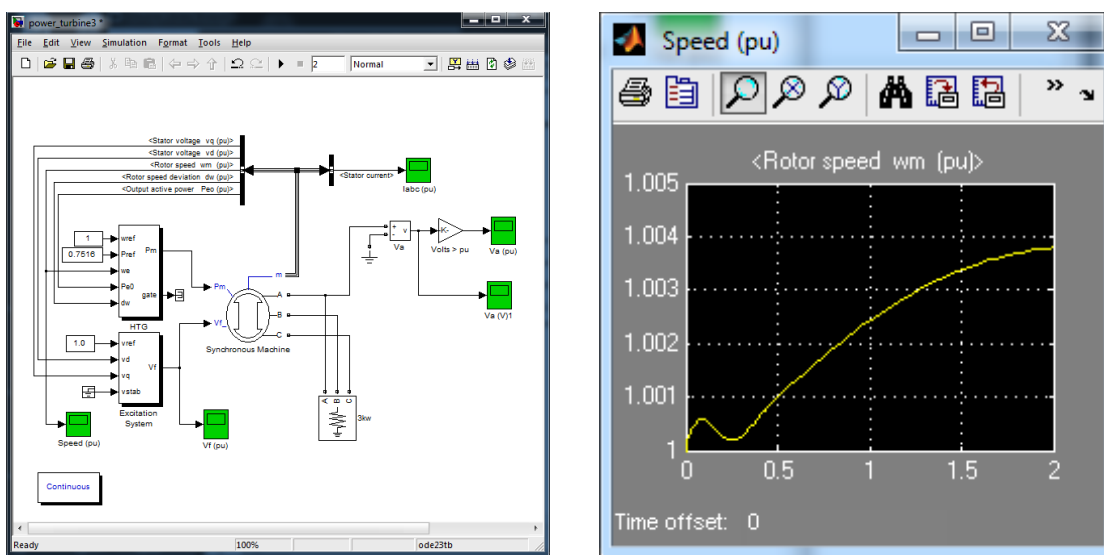 power_turbine3 *
File Edit View Simulation Format Tools Help
2 Normal
<Stator voltage vq (pu)>
<Stator voltage vd (pu)>
<Rotor speed wm (pu)>
<Rotor speed deviation dw (pu)>
<Output active power Peo (pu)>
<Stator current>
Iabc (pu)
1
0.7516
wref
Pref
we
Pe0
dw
Pm
gate
HTG
1.0
vref
vd
vq
vstab
Vf
Excitation
System
Pm
Vf_
m
A
B
C
Synchronous Machine
+
-
v
Va
-K-
Volts > pu
Va (pu)
Va (V)1
A B C
3kw
Speed (pu)
Vf (pu)
Continuous
Ready 100% ode23tb
Speed (pu)
<Rotor speed wm (pu)>
1.005
1.004
1.003
1.002
1.001
1
0 0.5 1 1.5 2
Time offset: 0